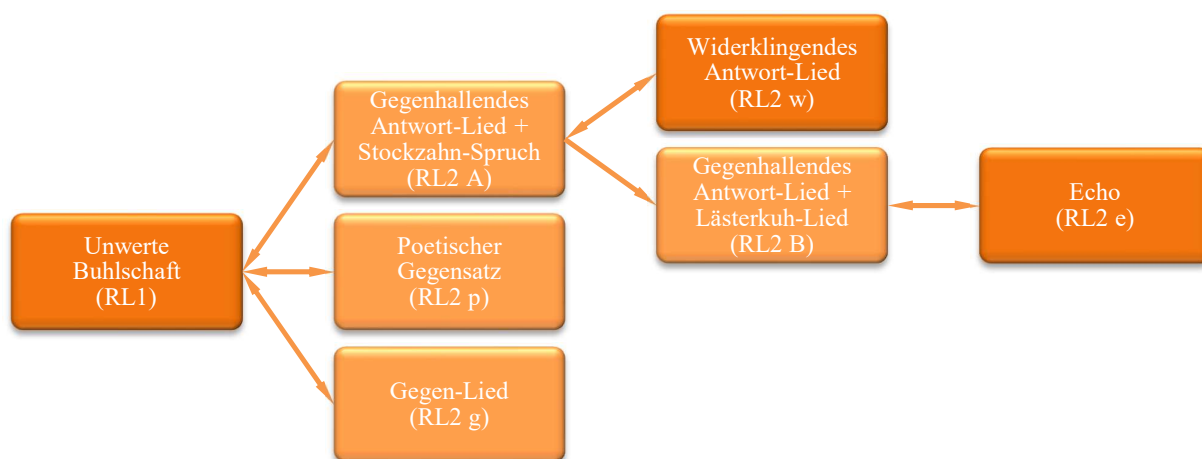 Unwerte
Buhlschaft
(RL1)
Gegenhallendes
Antwort-Lied +
Stockzahn-Spruch
(RL2 A)
Poetischer
Gegensatz
(RL2 p)
Gegen-Lied
(RL2 g)
Widerklingendes
Antwort-Lied
(RL2 w)
Gegenhallendes
Antwort-Lied +
Lästerkuh-Lied
(RL2 B)
Echo
(RL2 e)